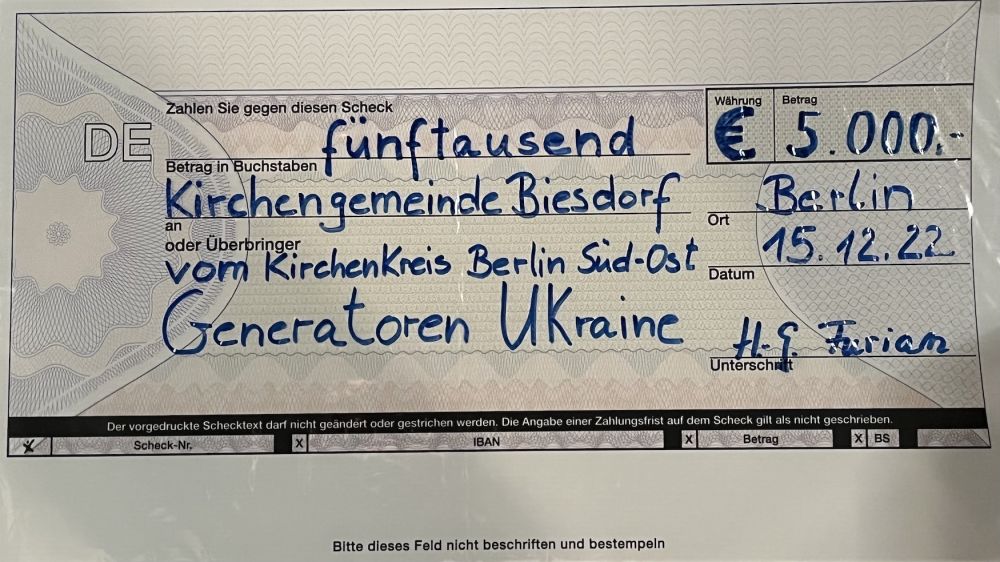 Zahlen Sie gegen diesen Scheck
Währung Betrag
DE
fünftausend € 5.000.-
Betrag in Buchstaben
Kirchengemeinde Biesdorf Berlin
an Ort
oder Überbringer
vom KirchenKreis Berlin Süd-Ost 15.12.22
Datum
Generatoren UKraine H.-G. Furian
Unterschrift
Der vorgedruckte Schecktext darf nicht geändert oder gestrichen werden. Die Angabe einer Zahlungsfrist auf dem Scheck gilt als nicht geschrieben.
X Scheck-Nr. X IBAN X Betrag X BS
Bitte dieses Feld nicht beschriften und bestempeln